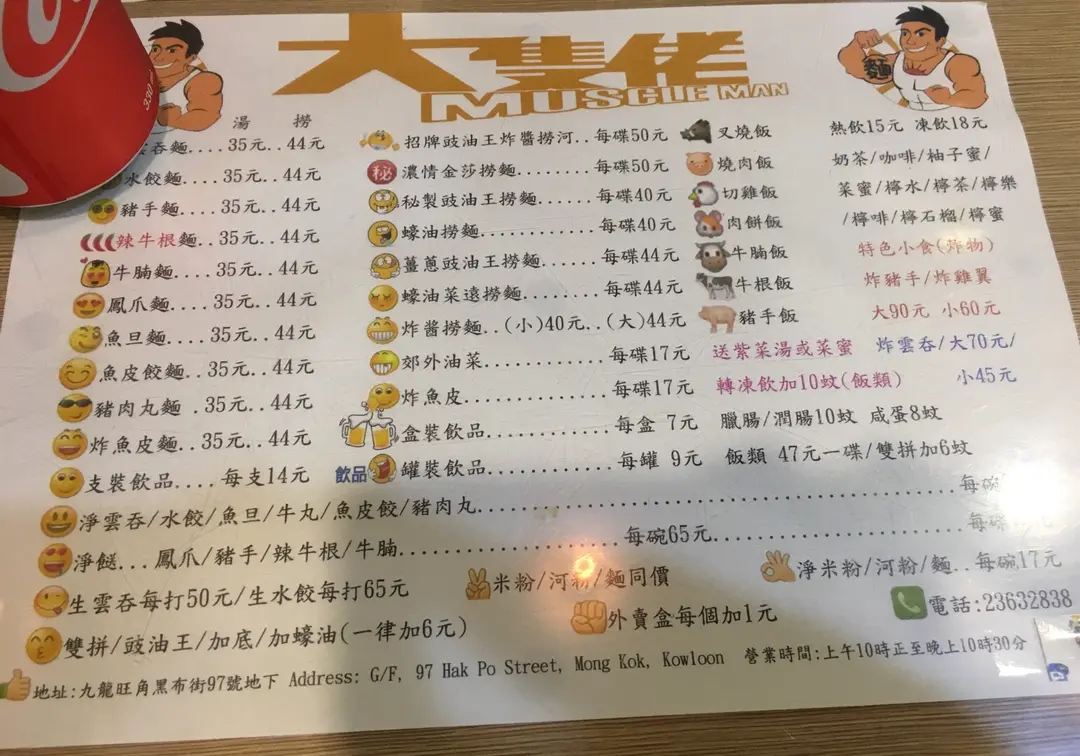 大隻佬
MUSCLE MAN
330
麵
湯 撈
雲吞麵....35元..44元
水餃麵....35元..44元
豬手麵....35元..44元
辣牛根麵..35元..44元
牛腩麵....35元..44元
鳳爪麵....35元..44元
魚旦麵....35元..44元
魚皮餃麵..35元..44元
豬肉丸麵.35元..44元
炸魚皮麵..35元..44元
支裝飲品....每支14元
招牌豉油王炸醬撈河..每碟50元
秘 濃情金莎撈麵........每碟50元
秘製豉油王撈麵......每碟40元
蠔油撈麵............每碟40元
薑蔥豉油王撈麵......每碟44元
蠔油菜遠撈麵........每碟44元
炸醬撈麵..(小)40元..(大)44元
郊外油菜............每碟17元
炸魚皮..............每碟17元
盒裝飲品............每盒 7元
飲品 罐裝飲品............每罐 9元
叉燒飯
燒肉飯
切雞飯
肉餅飯
牛腩飯
牛根飯
豬手飯
送紫菜湯或菜蜜
轉凍飲加10蚊(飯類)
臘腸/潤腸10蚊 咸蛋8蚊
飯類 47元一碟/雙拼加6蚊
熱飲15元 凍飲18元
奶茶/咖啡/柚子蜜/
菜蜜/檸水/檸茶/檸樂
/檸啡/檸石榴/檸蜜
特色小食(炸物)
炸豬手/炸雞翼
大90元 小60元
炸雲吞/大70元/
小45元
淨雲吞/水餃/魚旦/牛丸/魚皮餃/豬肉丸........................................每碗
淨餸...鳳爪/豬手/辣牛根/牛腩....................每碗65元......................每碟
生雲吞每打50元/生水餃每打65元
米粉/河粉/麵同價
淨米粉/河粉/麵..每碗17元
雙拼/豉油王/加底/加蠔油(一律加6元)
外賣盒每個加1元
電話:23632838
地址:九龍旺角黑布街97號地下 Address: G/F, 97 Hak Po Street, Mong Kok, Kowloon 營業時間:上午10時正至晚上10時30分